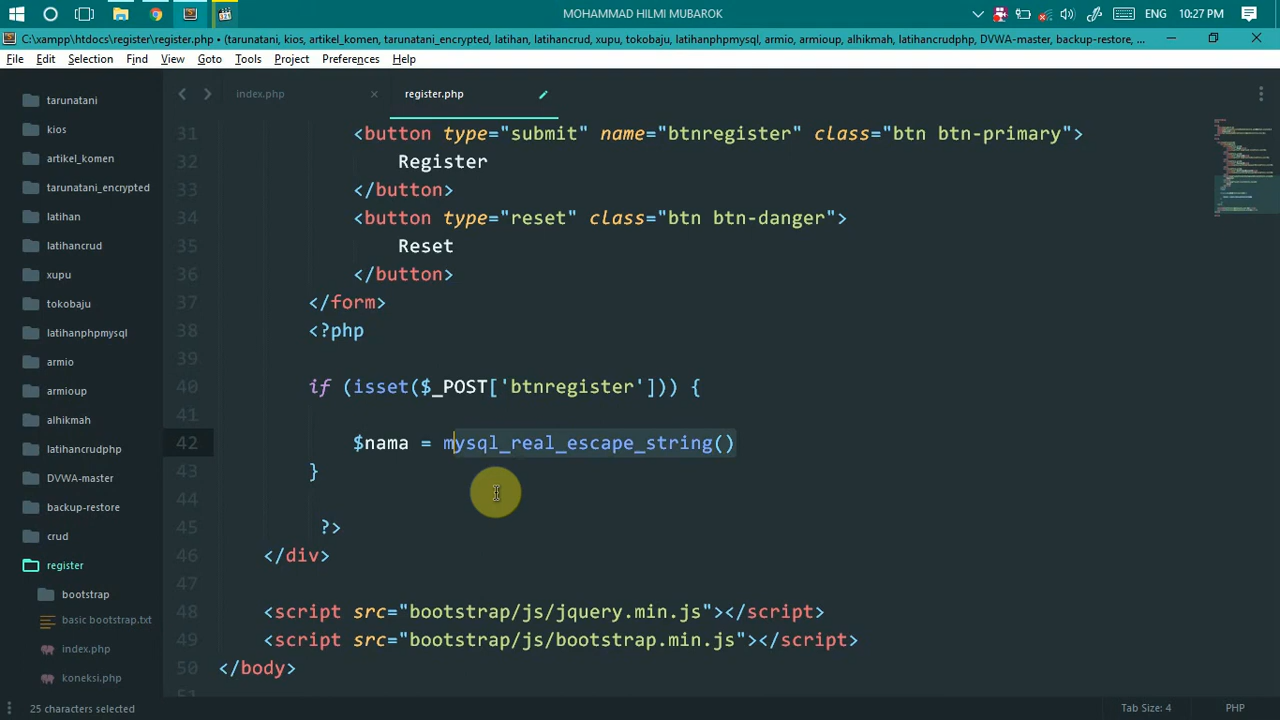 MOHAMMAD HILMI MUBAROK
ENG 10:27 PM
C:\xampp\htdocs\register\register.php • (tarunatani, kios, artikel_komen, tarunatani_encrypted, latihan, latihancrud, xupu, tokobaju, latihanphpmysql, armio, armioup, alhikmah, latihancrudphp, DVWA-master, backup-restore, ...
File Edit Selection Find View Goto Tools Project Preferences Help
index.php register.php
tarunatani
kios
artikel_komen
tarunatani_encrypted
latihan
latihancrud
xupu
tokobaju
latihanphpmysql
armio
armioup
alhikmah
latihancrudphp
DVWA-master
backup-restore
crud
register
bootstrap
basic bootstrap.txt
index.php
koneksi.php
31 <button type="submit" name="btnregister" class="btn btn-primary">
32 Register
33 </button>
34 <button type="reset" class="btn btn-danger">
35 Reset
36 </button>
37 </form>
38 <?php
39
40 if (isset($_POST['btnregister'])) {
41
42 $nama = mysql_real_escape_string()
43 }
44
45 ?>
46 </div>
47
48 <script src="bootstrap/js/jquery.min.js"></script>
49 <script src="bootstrap/js/bootstrap.min.js"></script>
50 </body>
25 characters selected Tab Size: 4 PHP